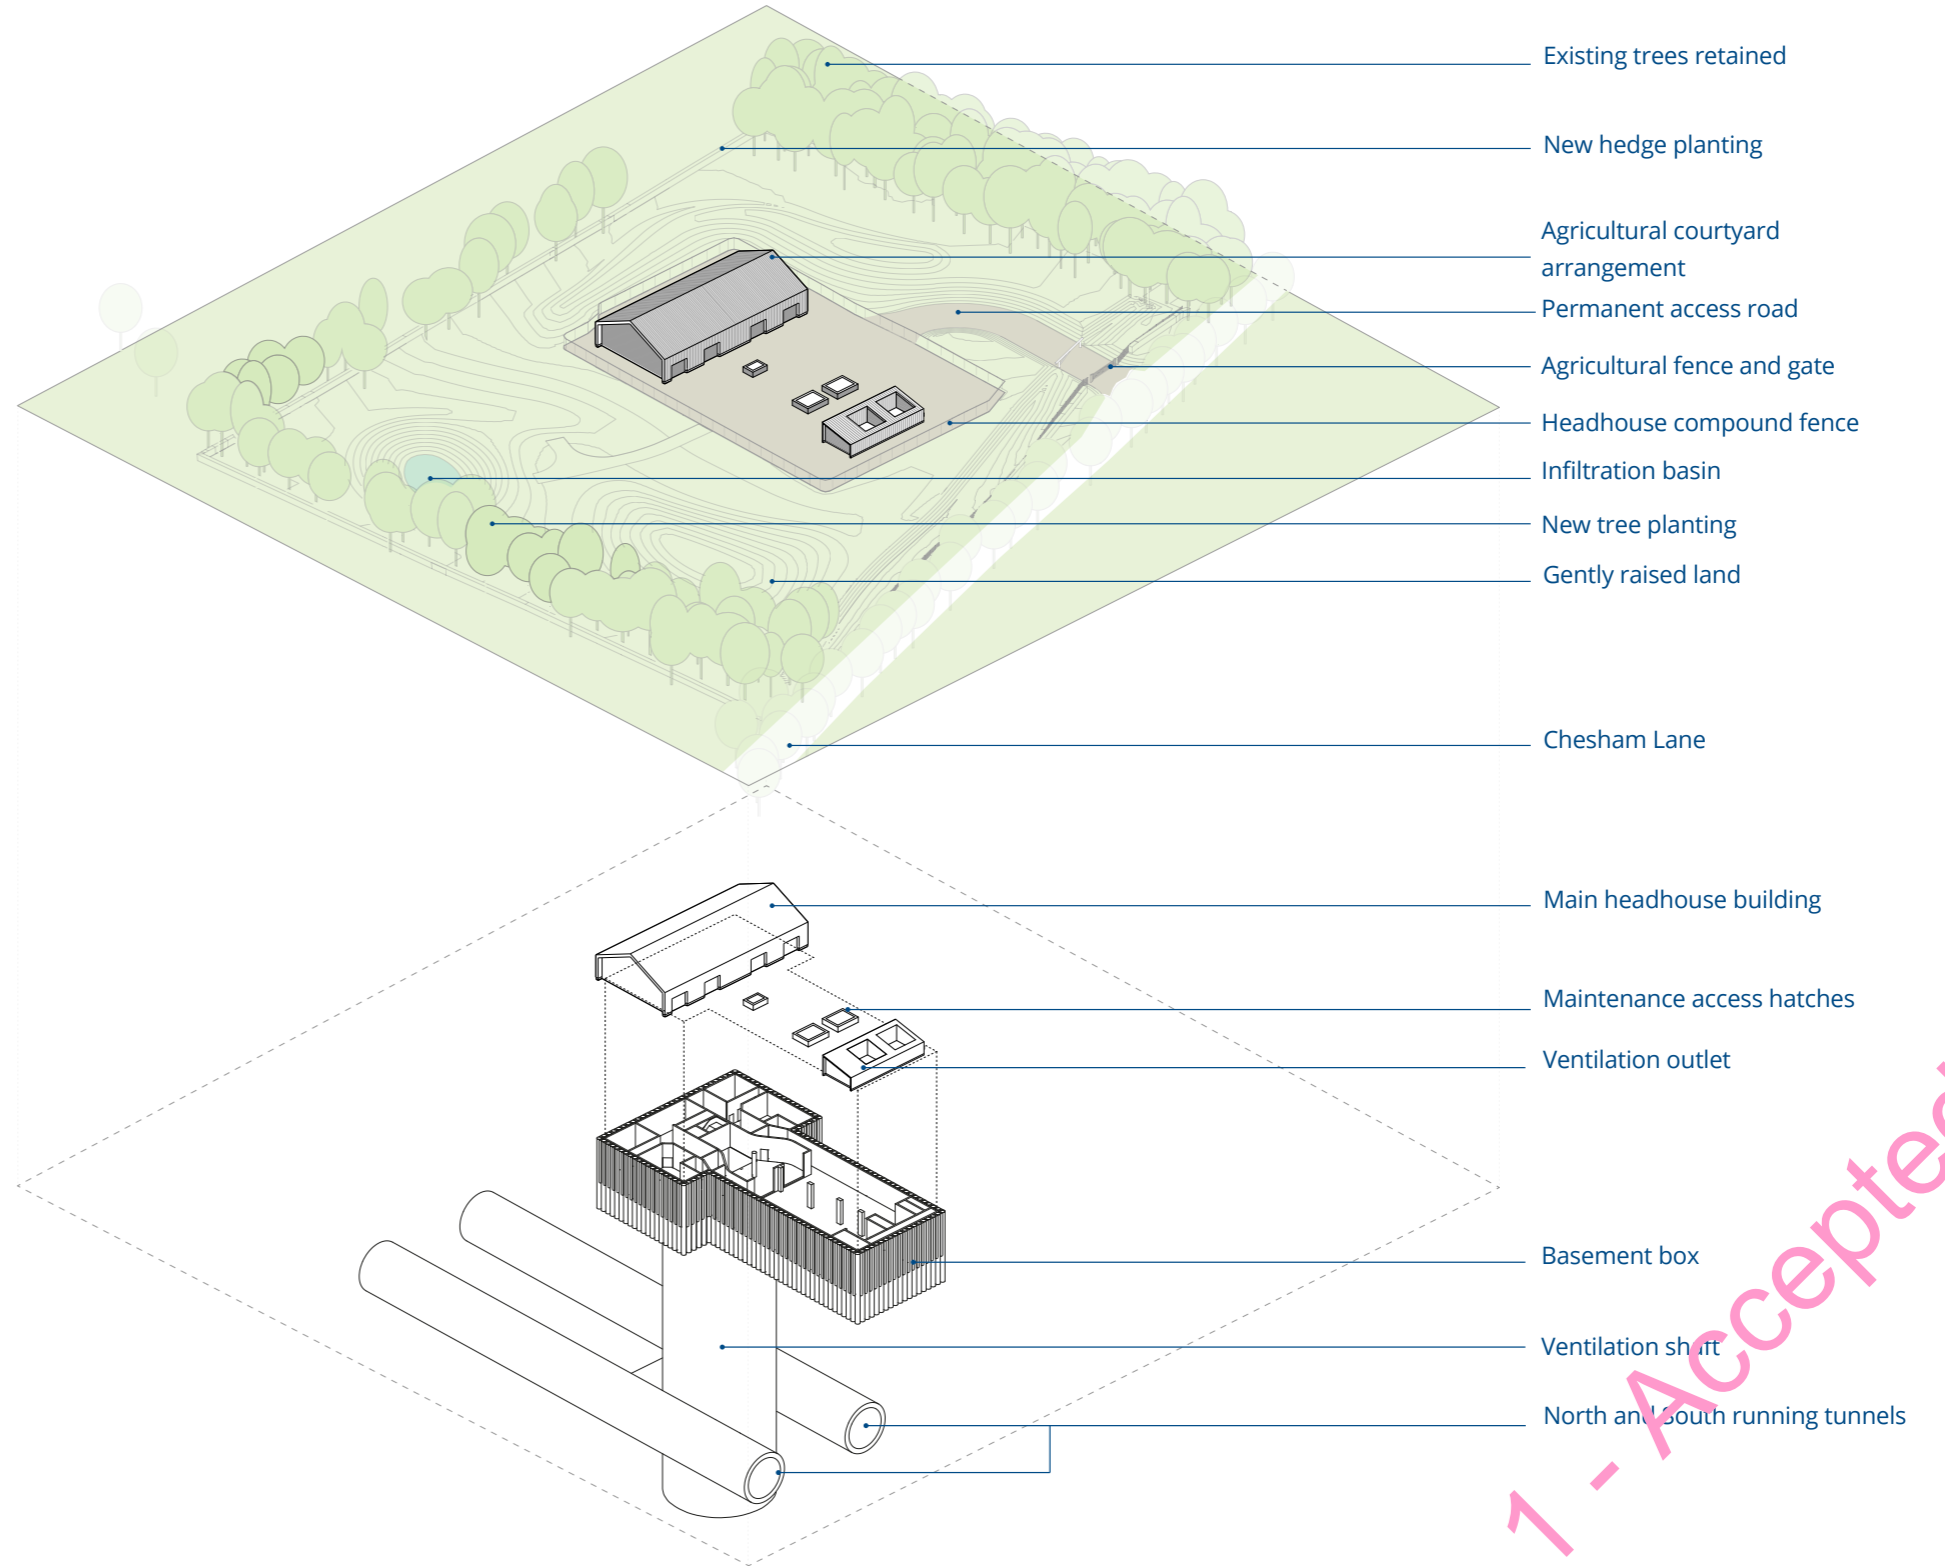 Existing trees retained
New hedge planting
Agricultural courtyard
arrangement
Permanent access road
Agricultural fence and gate
Headhouse compound fence
Infiltration basin
New tree planting
Gently raised land
Chesham Lane
Main headhouse building
Maintenance access hatches
Ventilation outlet
Basement box
Ventilation shaft
North and South running tunnels
1 - Accepted